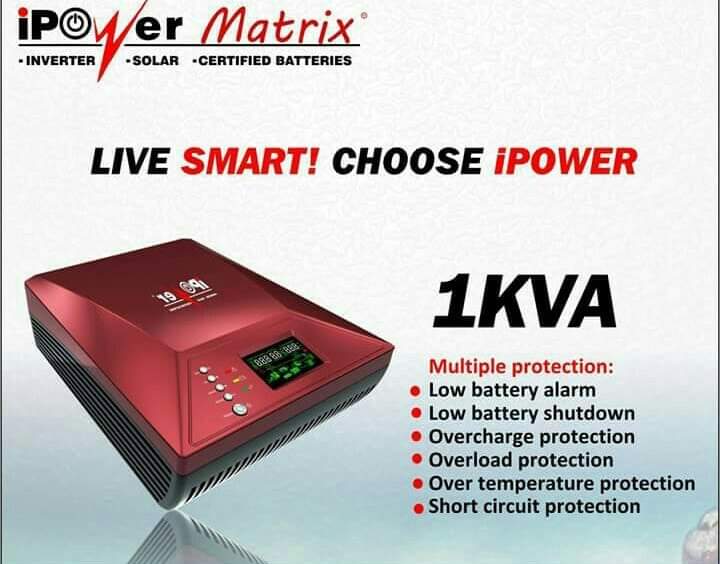 iPower Matrix®
· INVERTER · SOLAR · CERTIFIED BATTERIES
LIVE SMART! CHOOSE iPOWER
iPower
1KVA
Multiple protection:
• Low battery alarm
• Low battery shutdown
• Overcharge protection
• Overload protection
• Over temperature protection
• Short circuit protection